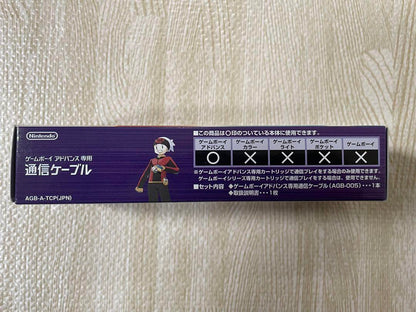 Nintendo
ゲームボーイ アドバンス 専用
通信ケーブル
AGB-A-TCP(JPN)
■この商品は○印のついている本体に使用できます。
ゲームボーイ アドバンス
ゲームボーイ カラー
ゲームボーイ ライト
ゲームボーイ ポケット
ゲームボーイ
○ × × × ×
※ゲームボーイアドバンス専用カートリッジで通信プレイをする場合のみ使用できます。
ゲームボーイシリーズ専用カートリッジで通信プレイをする場合は、使用できません。
■セット内容 ◆ゲームボーイアドバンス専用通信ケーブル(AGB-005)・・・1本
◆取扱説明書・・・1枚